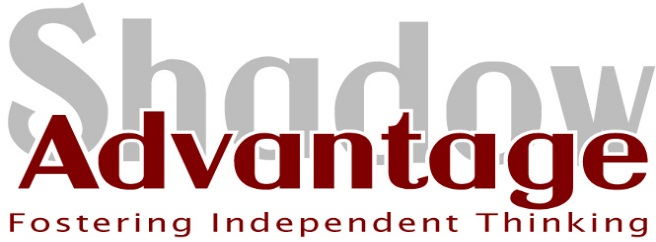 Shadow
Advantage
Fostering Independent Thinking